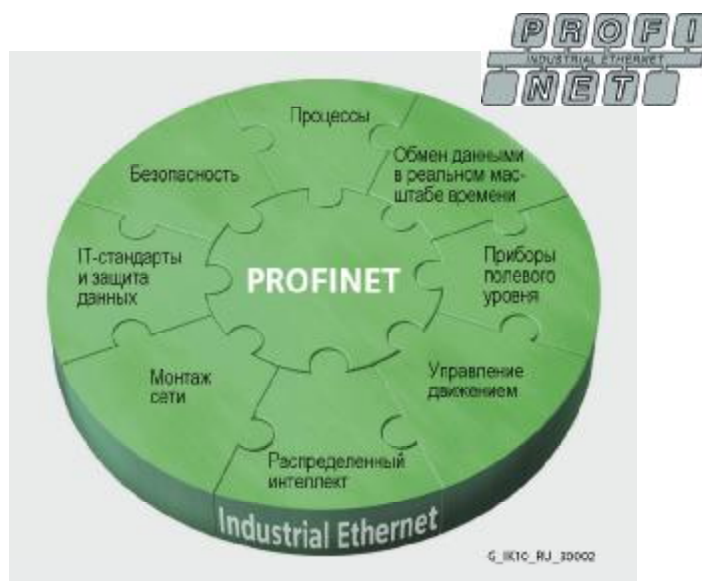 PROFI
INDUSTRIAL ETHERNET
NET
Процессы
Обмен данными
в реальном мас-
штабе времени
Безопасность
IT-стандарты
и защита
данных
PROFINET
Приборы
полевого
уровня
Монтаж
сети
Управление
движением
Распределенный
интеллект
Industrial Ethernet
G_IK10_RU_30002